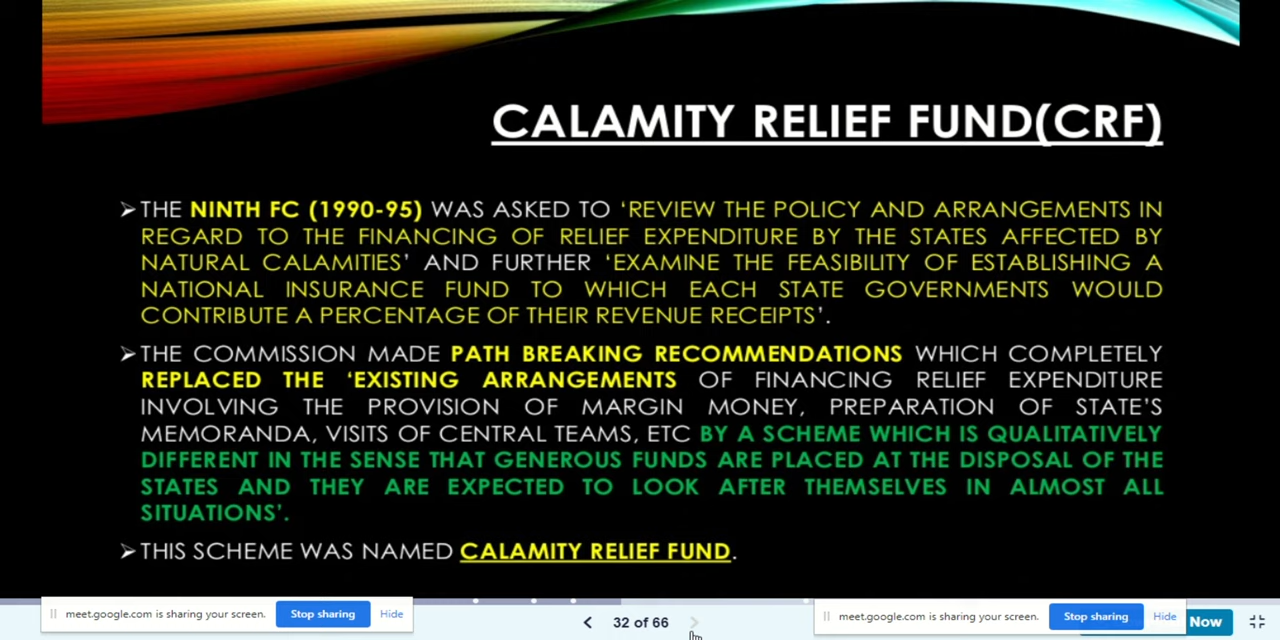 CALAMITY RELIEF FUND(CRF)
➢THE NINTH FC (1990-95) WAS ASKED TO ‘REVIEW THE POLICY AND ARRANGEMENTS IN
REGARD TO THE FINANCING OF RELIEF EXPENDITURE BY THE STATES AFFECTED BY
NATURAL CALAMITIES’ AND FURTHER ‘EXAMINE THE FEASIBILITY OF ESTABLISHING A
NATIONAL INSURANCE FUND TO WHICH EACH STATE GOVERNMENTS WOULD
CONTRIBUTE A PERCENTAGE OF THEIR REVENUE RECEIPTS’.
➢THE COMMISSION MADE PATH BREAKING RECOMMENDATIONS WHICH COMPLETELY
REPLACED THE ‘EXISTING ARRANGEMENTS OF FINANCING RELIEF EXPENDITURE
INVOLVING THE PROVISION OF MARGIN MONEY, PREPARATION OF STATE’S
MEMORANDA, VISITS OF CENTRAL TEAMS, ETC BY A SCHEME WHICH IS QUALITATIVELY
DIFFERENT IN THE SENSE THAT GENEROUS FUNDS ARE PLACED AT THE DISPOSAL OF THE
STATES AND THEY ARE EXPECTED TO LOOK AFTER THEMSELVES IN ALMOST ALL
SITUATIONS’.
➢THIS SCHEME WAS NAMED CALAMITY RELIEF FUND.
meet.google.com is sharing your screen. Stop sharing Hide
32 of 66
meet.google.com is sharing your screen. Stop sharing Hide
Now